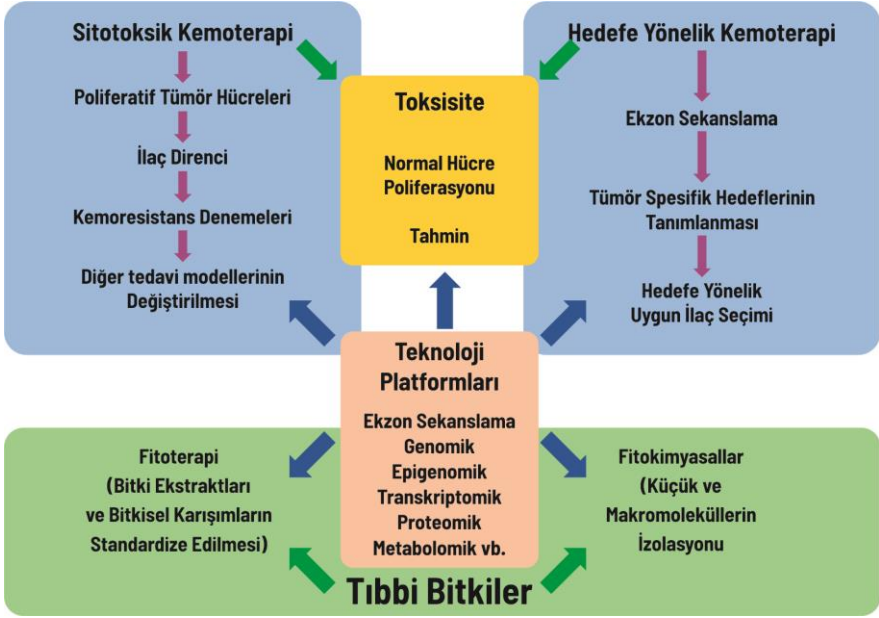 Sitotoksik Kemoterapi
Poliferatif Tümör Hücreleri
İlaç Direnci
Kemoresistans Denemeleri
Diğer tedavi modellerinin
Değiştirilmesi
Toksisite
Normal Hücre
Poliferasyonu
Tahmin
Hedefe Yönelik Kemoterapi
Ekzon Sekanslama
Tümör Spesifik Hedeflerinin
Tanımlanması
Hedefe Yönelik
Uygun İlaç Seçimi
Teknoloji
Platformları
Ekzon Sekanslama
Genomik
Epigenomik
Transkriptomik
Proteomik
Metabolomik vb.
Fitoterapi
(Bitki Ekstraktları
ve Bitkisel Karışımların
Standardize Edilmesi)
Fitokimyasallar
(Küçük ve
Makromoleküllerin
İzolasyonu
Tıbbi Bitkiler